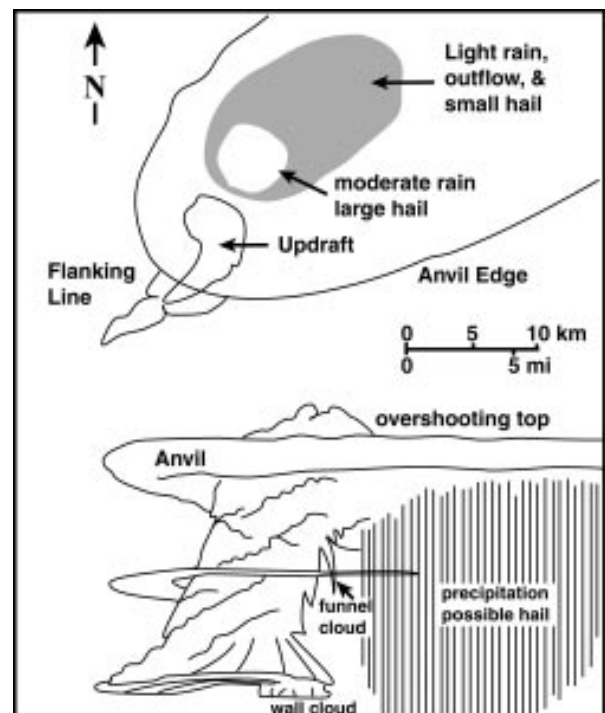 N
Light rain,
outflow, &
small hail
moderate rain
large hail
Updraft
Flanking
Line
Anvil Edge
0 5 10 km
0 5 mi
overshooting top
Anvil
funnel
cloud
precipitation
possible hail
wall cloud